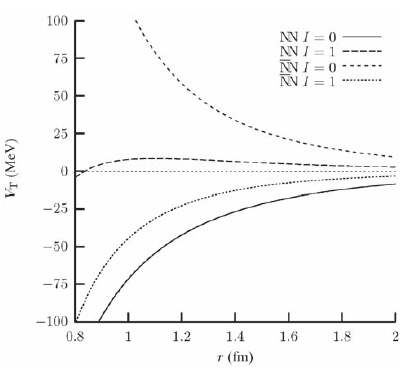 100
75
50
25
0
−25
−50
−75
−100
V_T (MeV)
NN I = 0
NN I = 1
N̅N I = 0
N̅N I = 1
0.8 1 1.2 1.4 1.6 1.8 2
r (fm)